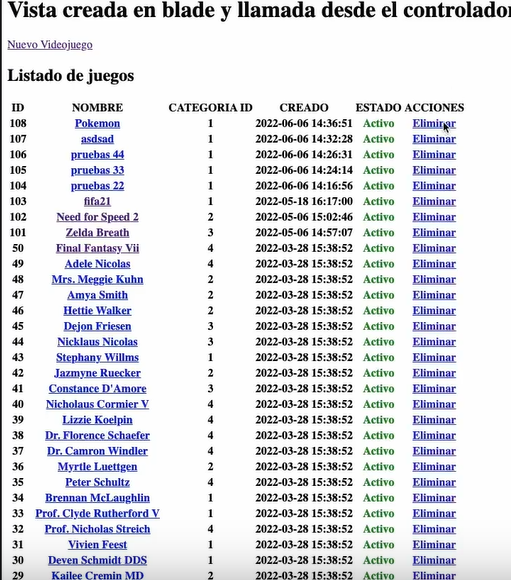 Vista creada en blade y llamada desde el controlador
Nuevo Videojuego
Listado de juegos
ID NOMBRE CATEGORIA ID CREADO ESTADO ACCIONES
108 Pokemon 1 2022-06-06 14:36:51 Activo Eliminar
107 asdsad 1 2022-06-06 14:32:28 Activo Eliminar
106 pruebas 44 1 2022-06-06 14:26:31 Activo Eliminar
105 pruebas 33 1 2022-06-06 14:24:14 Activo Eliminar
104 pruebas 22 1 2022-06-06 14:16:56 Activo Eliminar
103 fifa21 1 2022-05-18 16:17:00 Activo Eliminar
102 Need for Speed 2 2 2022-05-06 15:02:46 Activo Eliminar
101 Zelda Breath 3 2022-05-06 14:57:07 Activo Eliminar
50 Final Fantasy Vii 4 2022-03-28 15:38:52 Activo Eliminar
49 Adele Nicolas 4 2022-03-28 15:38:52 Activo Eliminar
48 Mrs. Meggie Kuhn 2 2022-03-28 15:38:52 Activo Eliminar
47 Amya Smith 2 2022-03-28 15:38:52 Activo Eliminar
46 Hettie Walker 2 2022-03-28 15:38:52 Activo Eliminar
45 Dejon Friesen 3 2022-03-28 15:38:52 Activo Eliminar
44 Nicklaus Nicolas 3 2022-03-28 15:38:52 Activo Eliminar
43 Stephany Willms 1 2022-03-28 15:38:52 Activo Eliminar
42 Jazmyne Ruecker 2 2022-03-28 15:38:52 Activo Eliminar
41 Constance D'Amore 3 2022-03-28 15:38:52 Activo Eliminar
40 Nicholaus Cormier V 4 2022-03-28 15:38:52 Activo Eliminar
39 Lizzie Koelpin 4 2022-03-28 15:38:52 Activo Eliminar
38 Dr. Florence Schaefer 4 2022-03-28 15:38:52 Activo Eliminar
37 Dr. Camron Windler 4 2022-03-28 15:38:52 Activo Eliminar
36 Myrtle Luettgen 2 2022-03-28 15:38:52 Activo Eliminar
35 Peter Schultz 4 2022-03-28 15:38:52 Activo Eliminar
34 Brennan McLaughlin 1 2022-03-28 15:38:52 Activo Eliminar
33 Prof. Clyde Rutherford V 1 2022-03-28 15:38:52 Activo Eliminar
32 Prof. Nicholas Streich 4 2022-03-28 15:38:52 Activo Eliminar
31 Vivien Feest 1 2022-03-28 15:38:52 Activo Eliminar
30 Deven Schmidt DDS 1 2022-03-28 15:38:52 Activo Eliminar
29 Kailee Cremin MD 2 2022-03-28 15:38:52 Activo Eliminar